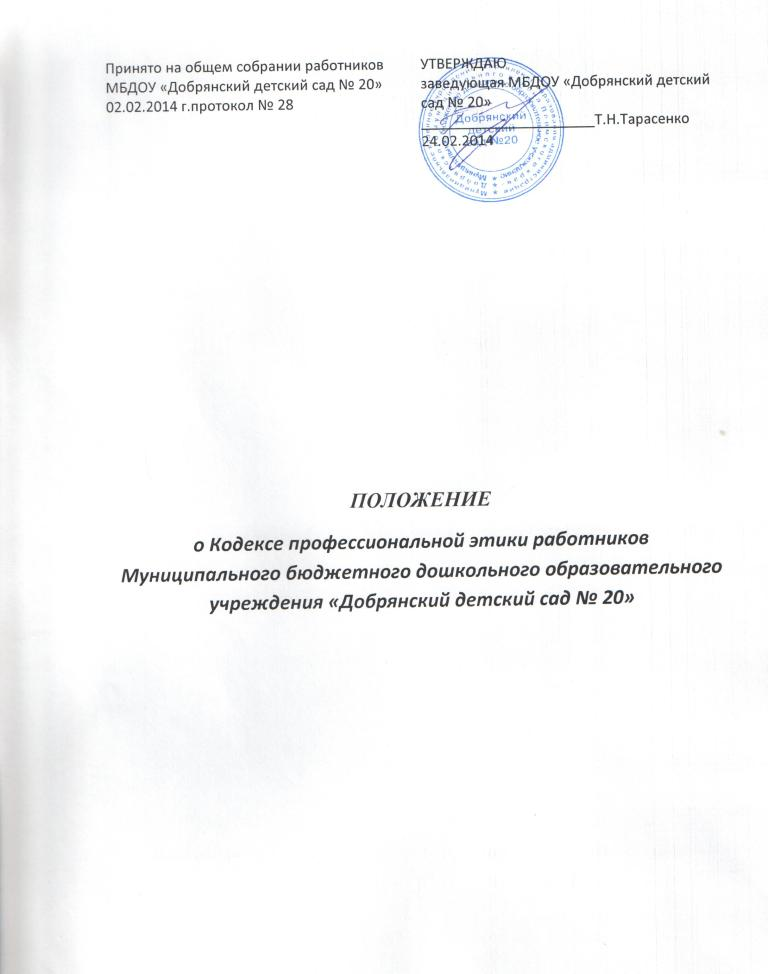 Принято на общем собрании работников
МБДОУ «Добрянский детский сад № 20»
02.02.2014 г.протокол № 28
УТВЕРЖДАЮ
заведующая МБДОУ «Добрянский детский
сад № 20»
Т.Н.Тарасенко
24.02.2014
Добрянский
детский
№20
ПОЛОЖЕНИЕ
о Кодексе профессиональной этики работников
Муниципального бюджетного дошкольного образовательного
учреждения «Добрянский детский сад № 20»